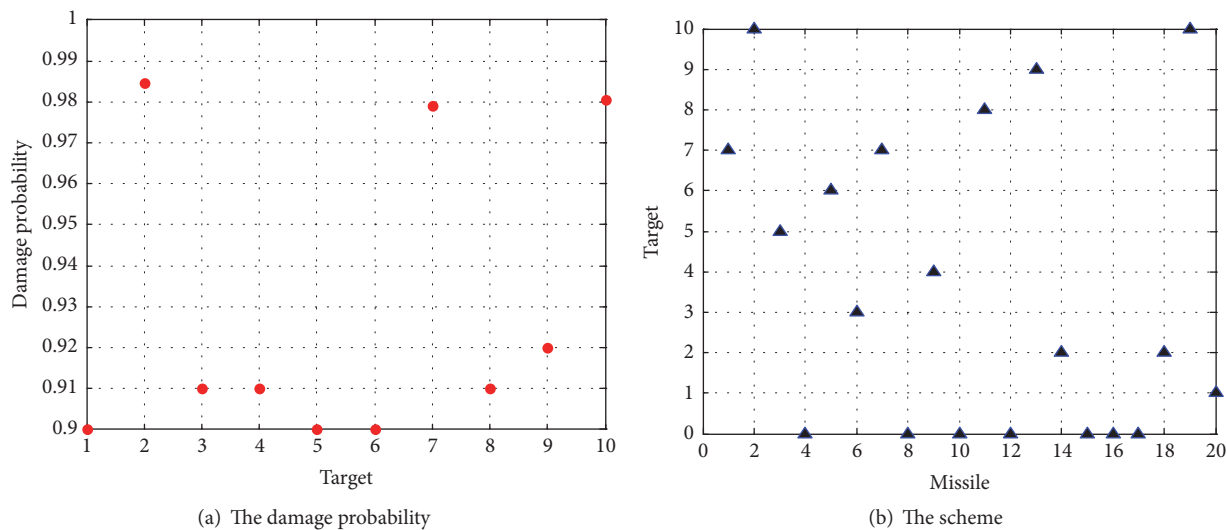 1
0.99
0.98
0.97
0.96
0.95
0.94
0.93
0.92
0.91
0.9
Damage probability
1 2 3 4 5 6 7 8 9 10
Target
(a) The damage probability
10
9
8
7
6
5
4
3
2
1
0
Target
0 2 4 6 8 10 12 14 16 18 20
Missile
(b) The scheme